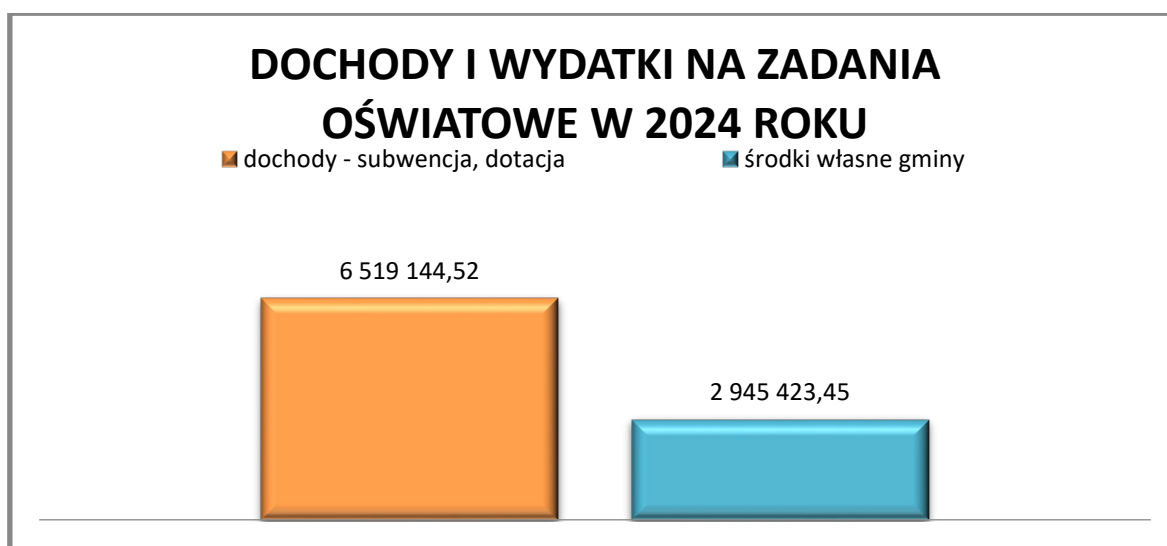 DOCHODY I WYDATKI NA ZADANIA
OŚWIATOWE W 2024 ROKU
dochody - subwencja, dotacja
środki własne gminy
6 519 144,52
2 945 423,45